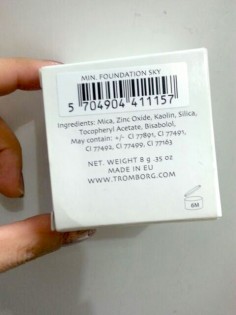 MIN. FOUNDATION SKY
5 704904 411157
Ingredients: Mica, Zinc Oxide, Kaolin, Silica,
Tocopheryl Acetate, Bisabolol,
May contain: +/- CI 77891, CI 77491,
CI 77492, CI 77499, CI 77163
NET. WEIGHT 8 g .35 oz
MADE IN EU
WWW.TROMBORG.COM
6M